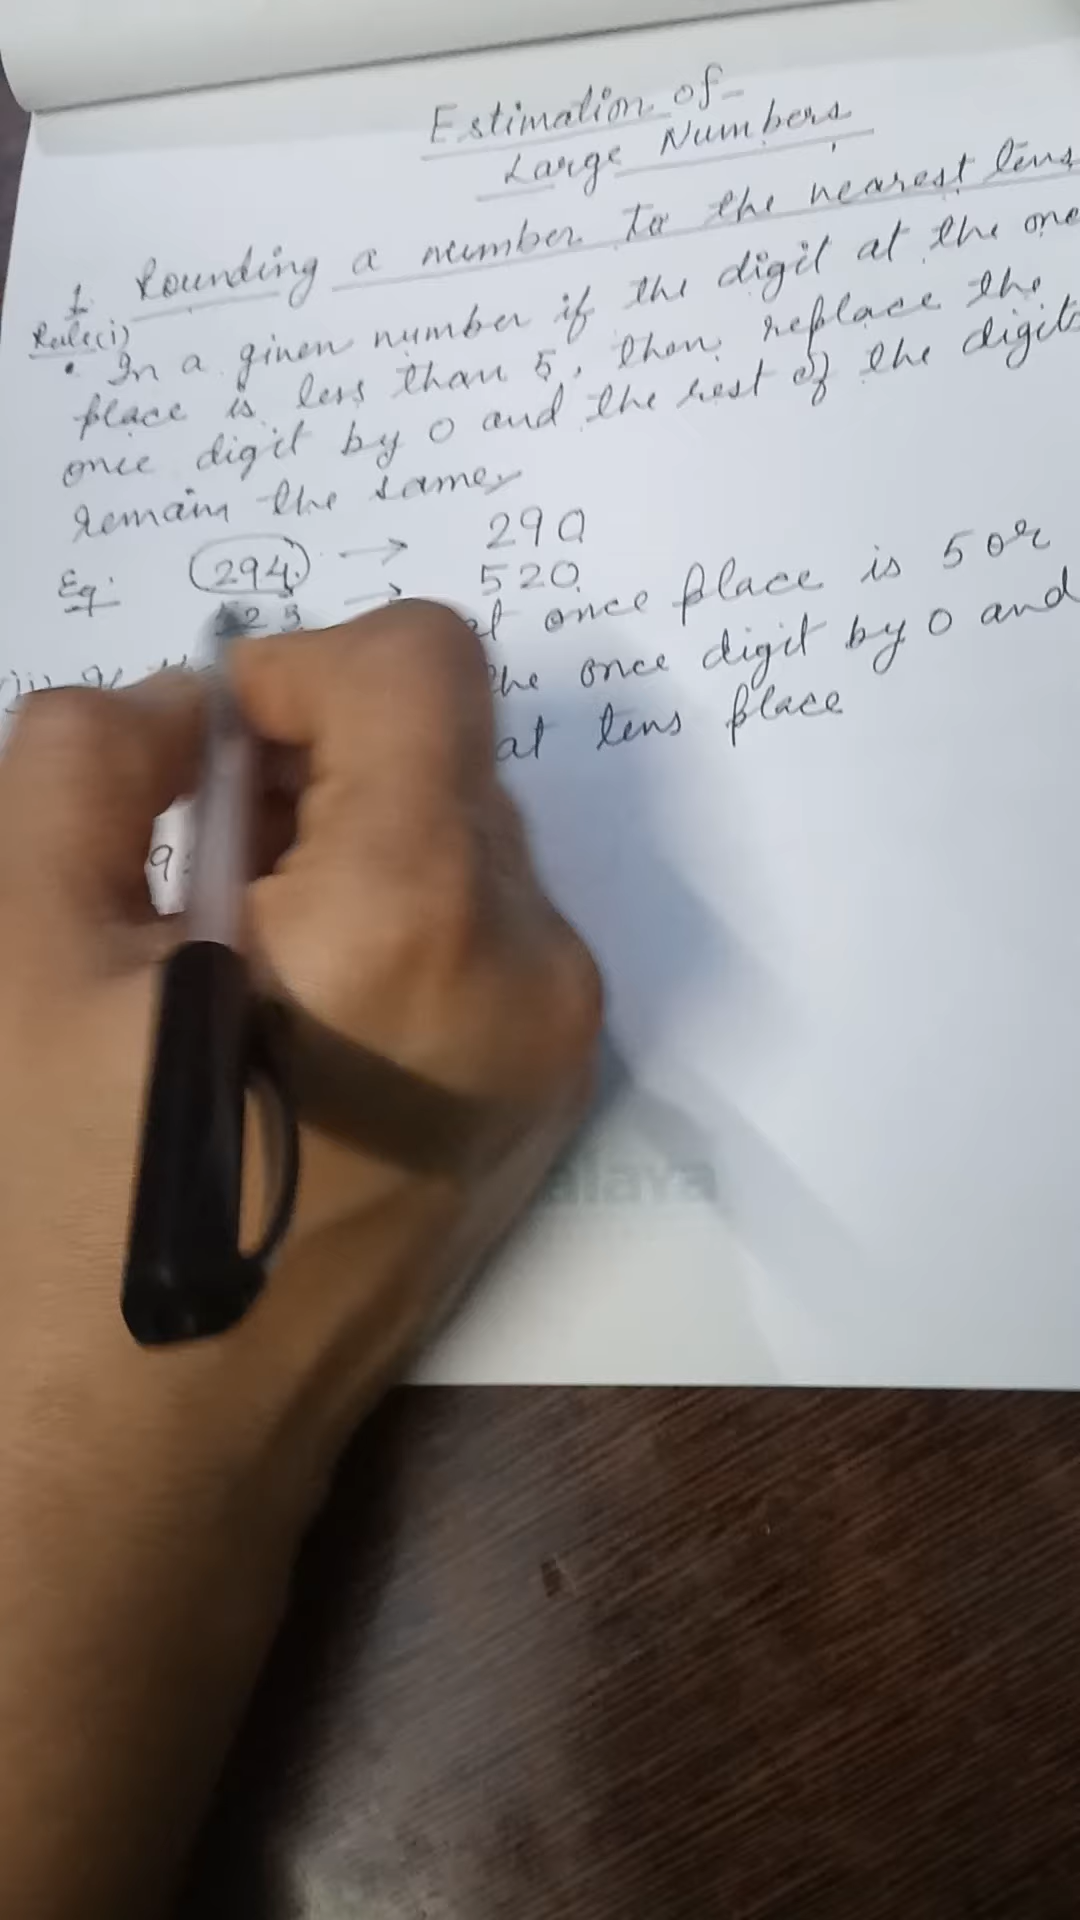 Estimation of-
Large Numbers
1. Rounding a number to the nearest tens
Rule(i)
• In a given number if the digit at the one
place is less than 5, then replace the
once digit by 0 and the rest of the digits
remain the same,
Eg: 294 → 290
523 → 520
at once place is 5 or
the once digit by 0 and
at tens place
9
alaya